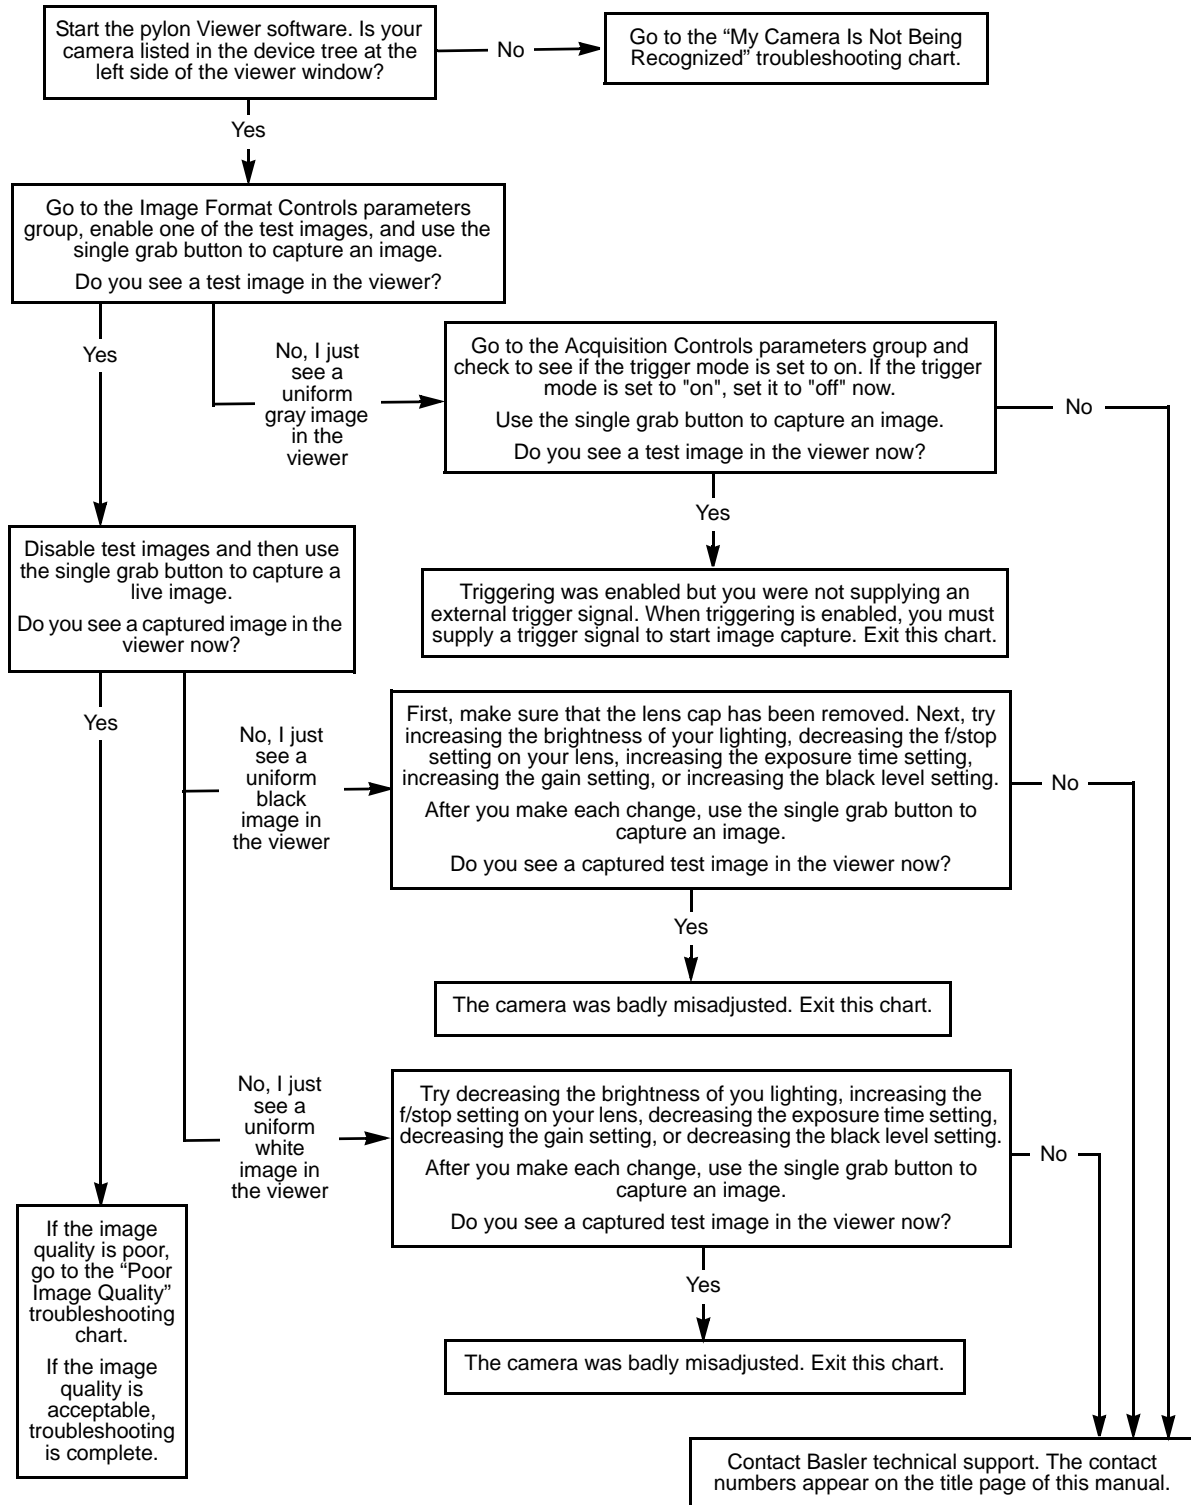 Start the pylon Viewer software. Is your
camera listed in the device tree at the
left side of the viewer window?
No
Go to the “My Camera Is Not Being
Recognized” troubleshooting chart.
Yes
Go to the Image Format Controls parameters
group, enable one of the test images, and use the
single grab button to capture an image.
Do you see a test image in the viewer?
Yes
No, I just
see a
uniform
gray image
in the
viewer
Go to the Acquisition Controls parameters group and
check to see if the trigger mode is set to on. If the trigger
mode is set to "on", set it to "off" now.
Use the single grab button to capture an image.
Do you see a test image in the viewer now?
No
Yes
Triggering was enabled but you were not supplying an
external trigger signal. When triggering is enabled, you must
supply a trigger signal to start image capture. Exit this chart.
Disable test images and then use
the single grab button to capture a
live image.
Do you see a captured image in the
viewer now?
Yes
No, I just
see a
uniform
black
image in
the viewer
First, make sure that the lens cap has been removed. Next, try
increasing the brightness of your lighting, decreasing the f/stop
setting on your lens, increasing the exposure time setting,
increasing the gain setting, or increasing the black level setting.
After you make each change, use the single grab button to
capture an image.
Do you see a captured test image in the viewer now?
No
Yes
The camera was badly misadjusted. Exit this chart.
No, I just
see a
uniform
white
image in
the viewer
Try decreasing the brightness of you lighting, increasing the
f/stop setting on your lens, decreasing the exposure time setting,
decreasing the gain setting, or decreasing the black level setting.
After you make each change, use the single grab button to
capture an image.
Do you see a captured test image in the viewer now?
No
Yes
The camera was badly misadjusted. Exit this chart.
If the image
quality is poor,
go to the “Poor
Image Quality”
troubleshooting
chart.
If the image
quality is
acceptable,
troubleshooting
is complete.
Contact Basler technical support. The contact
numbers appear on the title page of this manual.